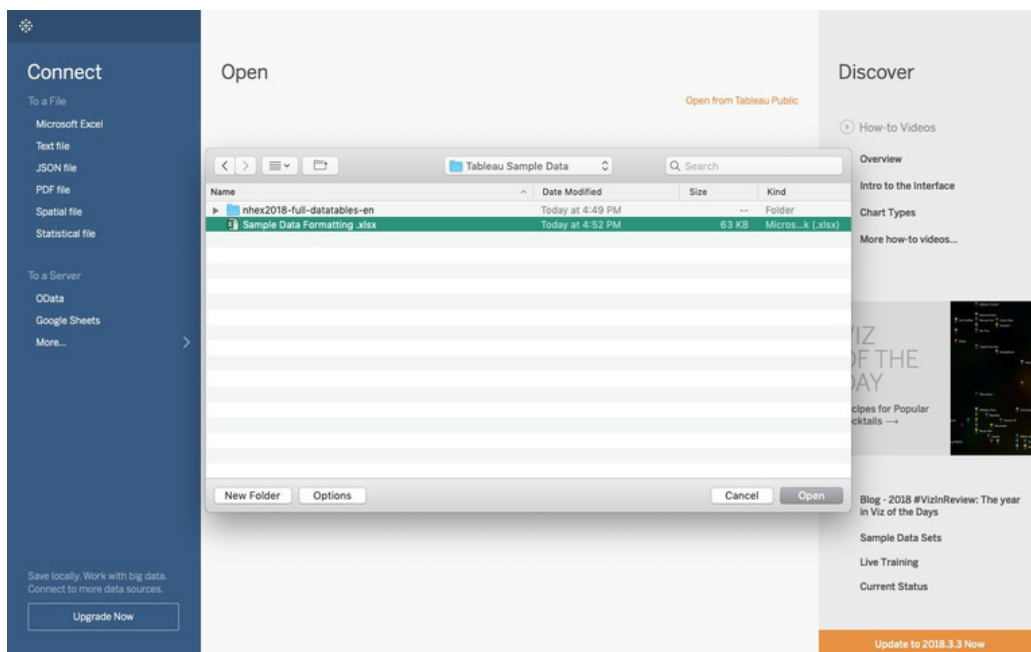 Connect
To a File
Microsoft Excel
Text file
JSON file
PDF file
Spatial file
Statistical file
To a Server
OData
Google Sheets
More...
Save locally. Work with big data.
Connect to more data sources.
Upgrade Now
Open
Open from Tableau Public
Tableau Sample Data
Search
Name Date Modified Size Kind
nhex2018-full-datatables-en Today at 4:49 PM -- Folder
Sample Data Formatting .xlsx Today at 4:52 PM 63 KB Micros...k (.xlsx)
New Folder Options Cancel Open
Discover
How-to Videos
Overview
Intro to the Interface
Chart Types
More how-to videos...
IZ
OF THE
DAY
cipes for Popular
cktails →
Blog - 2018 #VizInReview: The year
in Viz of the Days
Sample Data Sets
Live Training
Current Status
Update to 2018.3.3 Now